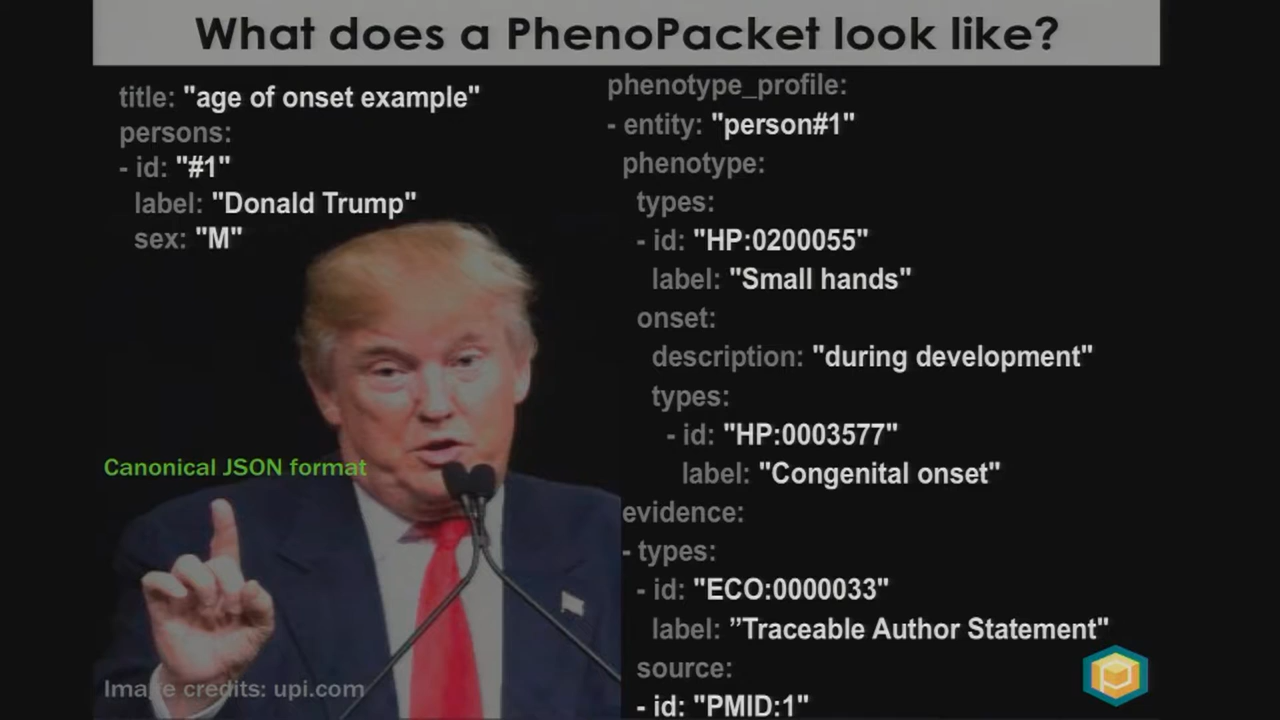 What does a PhenoPacket look like?
title: "age of onset example"
persons:
- id: "#1"
label: "Donald Trump"
sex: "M"
Canonical JSON format
Image credits: upi.com
phenotype_profile:
- entity: "person#1"
phenotype:
types:
- id: "HP:0200055"
label: "Small hands"
onset:
description: "during development"
types:
- id: "HP:0003577"
label: "Congenital onset"
evidence:
- types:
- id: "ECO:0000033"
label: ”Traceable Author Statement"
source:
- id: "PMID:1"